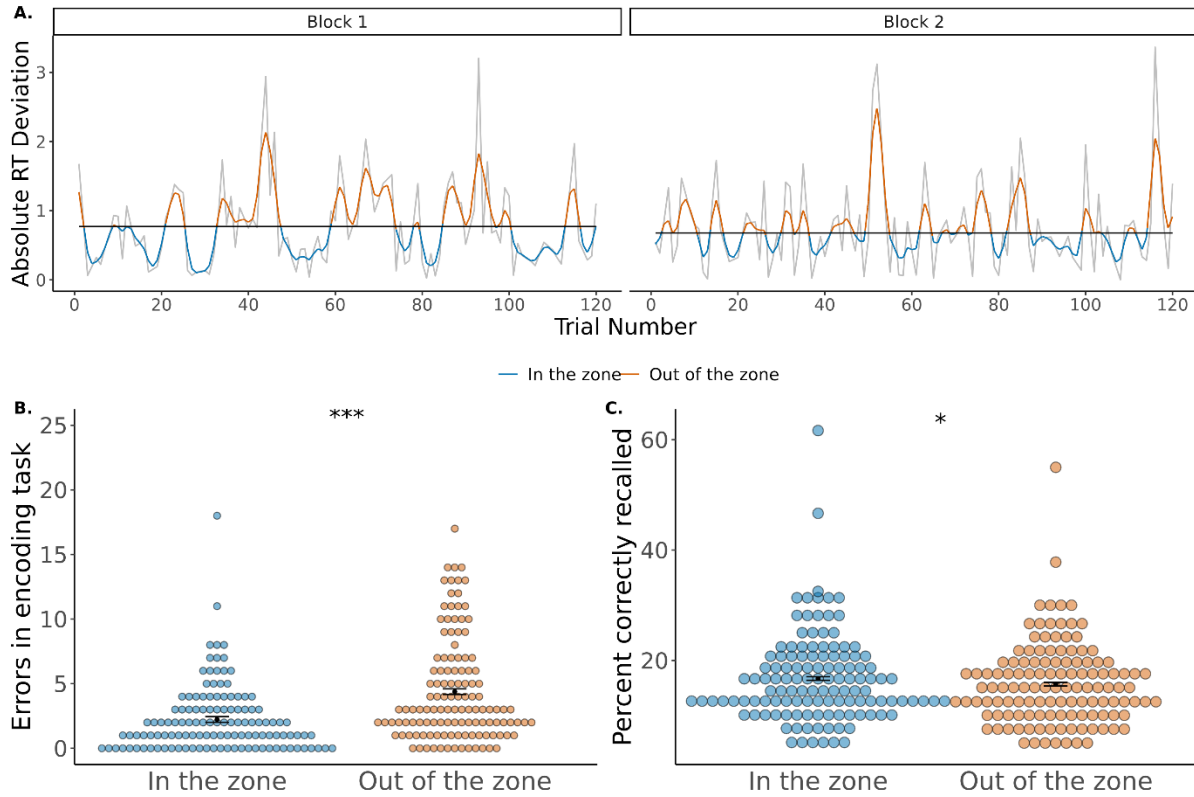 A.
Block 1
Block 2
Absolute RT Deviation
3
2
1
0
0 20 40 60 80 100 120
0 20 40 60 80 100 120
Trial Number
In the zone
Out of the zone
B.
***
Errors in encoding task
25
20
15
10
5
0
In the zone
Out of the zone
C.
*
Percent correctly recalled
60
40
20
In the zone
Out of the zone